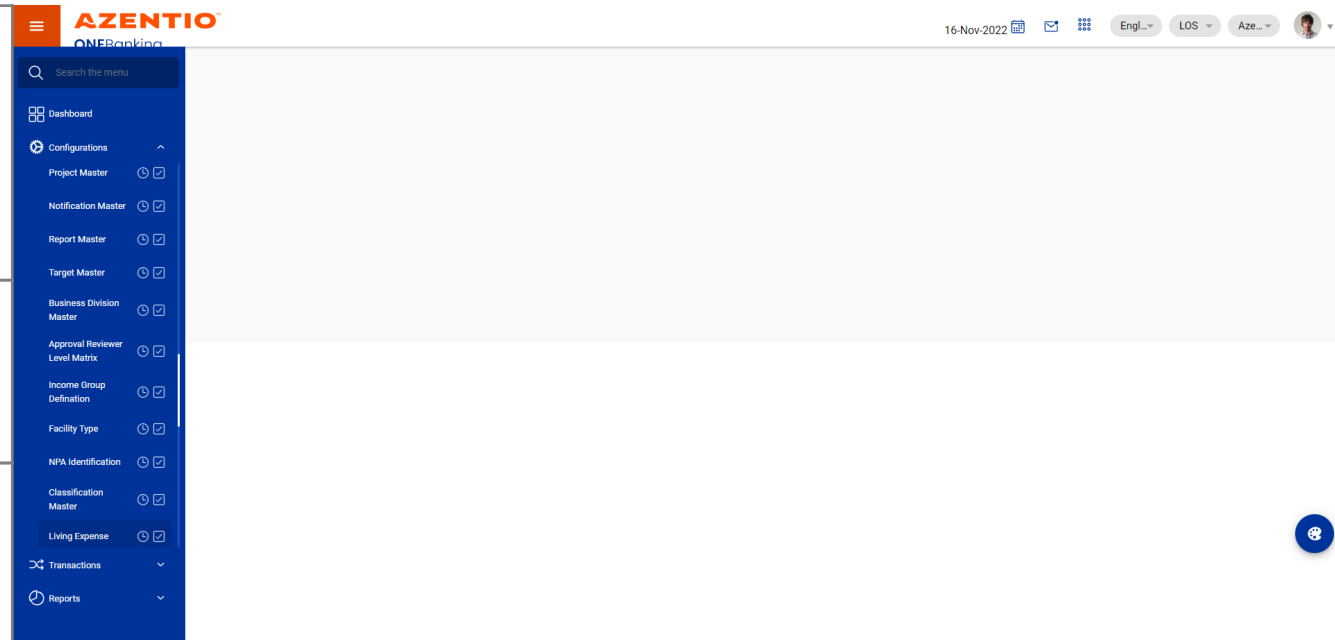 AZENTIO™
ONEBanking
16-Nov-2022
Engl...
LOS
Aze...
Search the menu
Dashboard
Configurations
Project Master
Notification Master
Report Master
Target Master
Business Division
Master
Approval Reviewer
Level Matrix
Income Group
Defination
Facility Type
NPA Identification
Classification
Master
Living Expense
Transactions
Reports